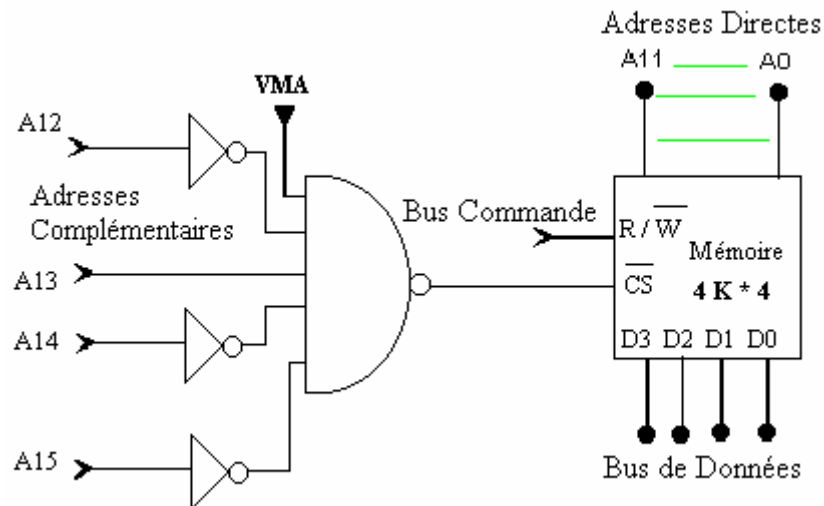 Adresses Directes
A11
A0
VMA
A12
Adresses
Complémentaires
Bus Commande
R / W
Mémoire
A13
CS
4 K * 4
A14
D3 D2 D1 D0
A15
Bus de Données